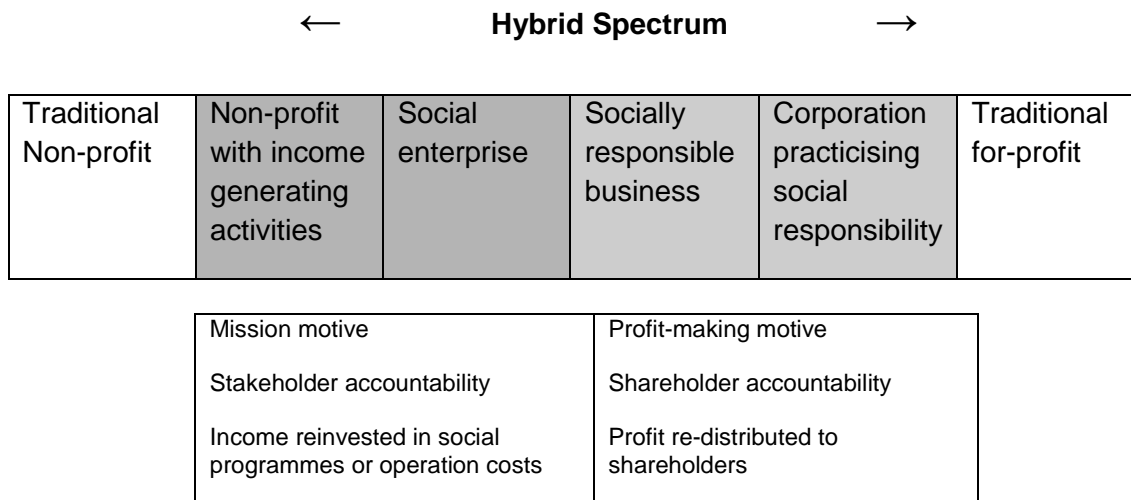 ← Hybrid Spectrum →
Traditional
Non-profit
Non-profit
with income
generating
activities
Social
enterprise
Socially
responsible
business
Corporation
practicising
social
responsibility
Traditional
for-profit
Mission motive
Stakeholder accountability
Income reinvested in social
programmes or operation costs
Profit-making motive
Shareholder accountability
Profit re-distributed to
shareholders